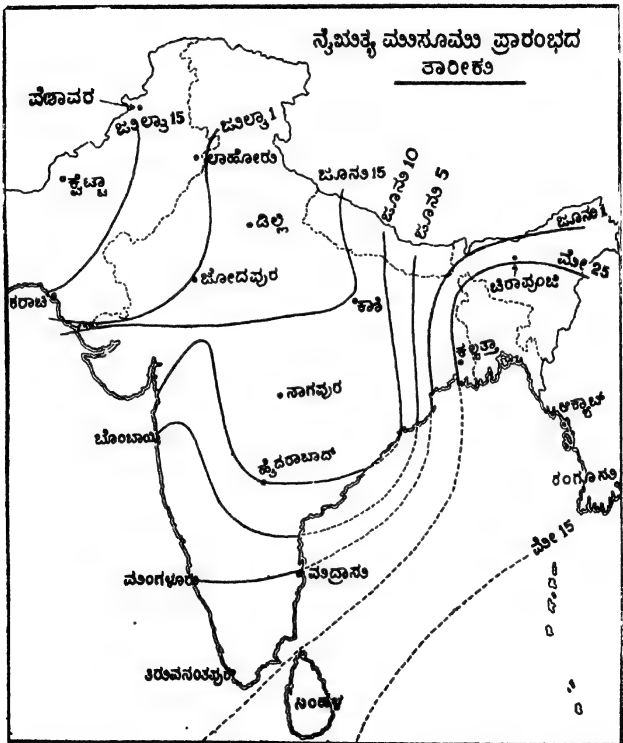 ನೈಋತ್ಯ ಮುಸೂಮು ಪ್ರಾರಂಭದ
ತಾರೀಕು
ಪೆಶಾವರ
ಜುಲೈ 15
ಜುಲೈ 1
ಲಾಹೋರು
ಕ್ವೆಟ್ಟಾ
ಜೂನು 15
ಜೂನು 10
ಜೂನು 5
ಜೂನು 1
ಡಿಲ್ಲಿ
ಮೇ 25
ಚಿರಾಪುಂಜಿ
ಜೋದಪುರ
ಕರಾಚಿ
ಕಾಶಿ
ಕಲ್ಕತ್ತಾ
ನಾಗಪುರ
ಆಕ್ಯಾಬ್
ಬೊಂಬಾಯಿ
ಹೈದರಾಬಾದ್
ರಂಗೂನು
ಮೇ 15
ಮಂಗಳೂರು
ಮದ್ರಾಸು
ತಿರುವನಂತಪುರ
ಸಿಂಹಳ